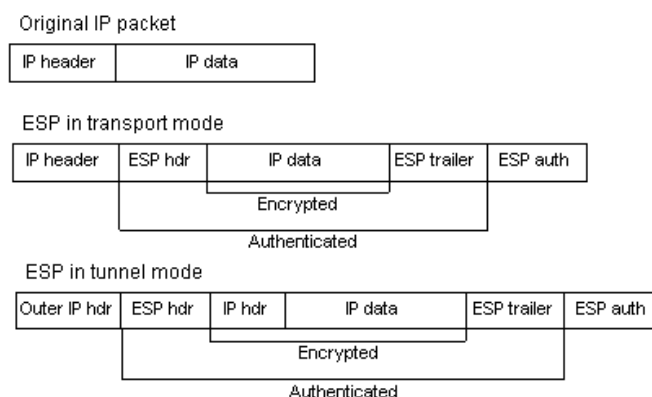 Original IP packet
IP header IP data
ESP in transport mode
IP header ESP hdr IP data ESP trailer ESP auth
Encrypted
Authenticated
ESP in tunnel mode
Outer IP hdr ESP hdr IP hdr IP data ESP trailer ESP auth
Encrypted
Authenticated